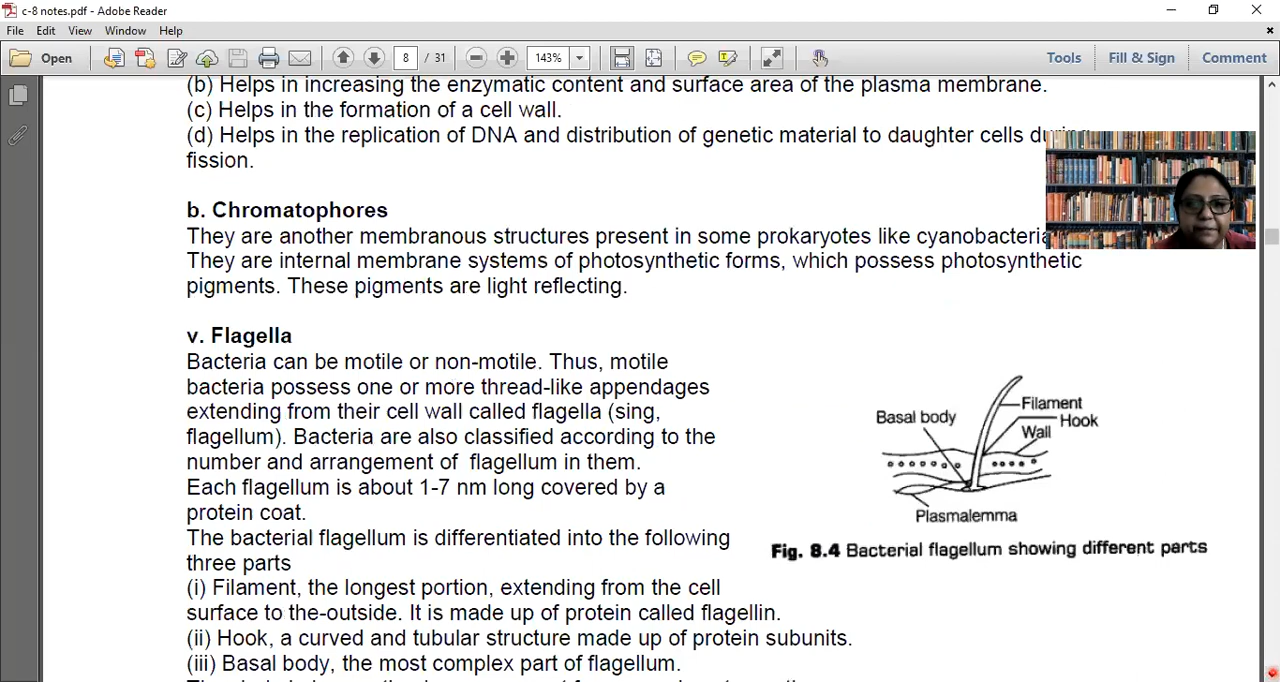 c-8 notes.pdf - Adobe Reader
File Edit View Window Help
Open 8 / 31 143% Tools Fill & Sign Comment
(b) Helps in increasing the enzymatic content and surface area of the plasma membrane.
(c) Helps in the formation of a cell wall.
(d) Helps in the replication of DNA and distribution of genetic material to daughter cells during
fission.
b. Chromatophores
They are another membranous structures present in some prokaryotes like cyanobacteria
They are internal membrane systems of photosynthetic forms, which possess photosynthetic
pigments. These pigments are light reflecting.
v. Flagella
Bacteria can be motile or non-motile. Thus, motile
bacteria possess one or more thread-like appendages
extending from their cell wall called flagella (sing,
flagellum). Bacteria are also classified according to the
number and arrangement of flagellum in them.
Each flagellum is about 1-7 nm long covered by a
protein coat.
The bacterial flagellum is differentiated into the following
three parts
(i) Filament, the longest portion, extending from the cell
surface to the-outside. It is made up of protein called flagellin.
(ii) Hook, a curved and tubular structure made up of protein subunits.
(iii) Basal body, the most complex part of flagellum.
Filament
Basal body
Hook
Wall
Plasmalemma
Fig. 8.4 Bacterial flagellum showing different parts